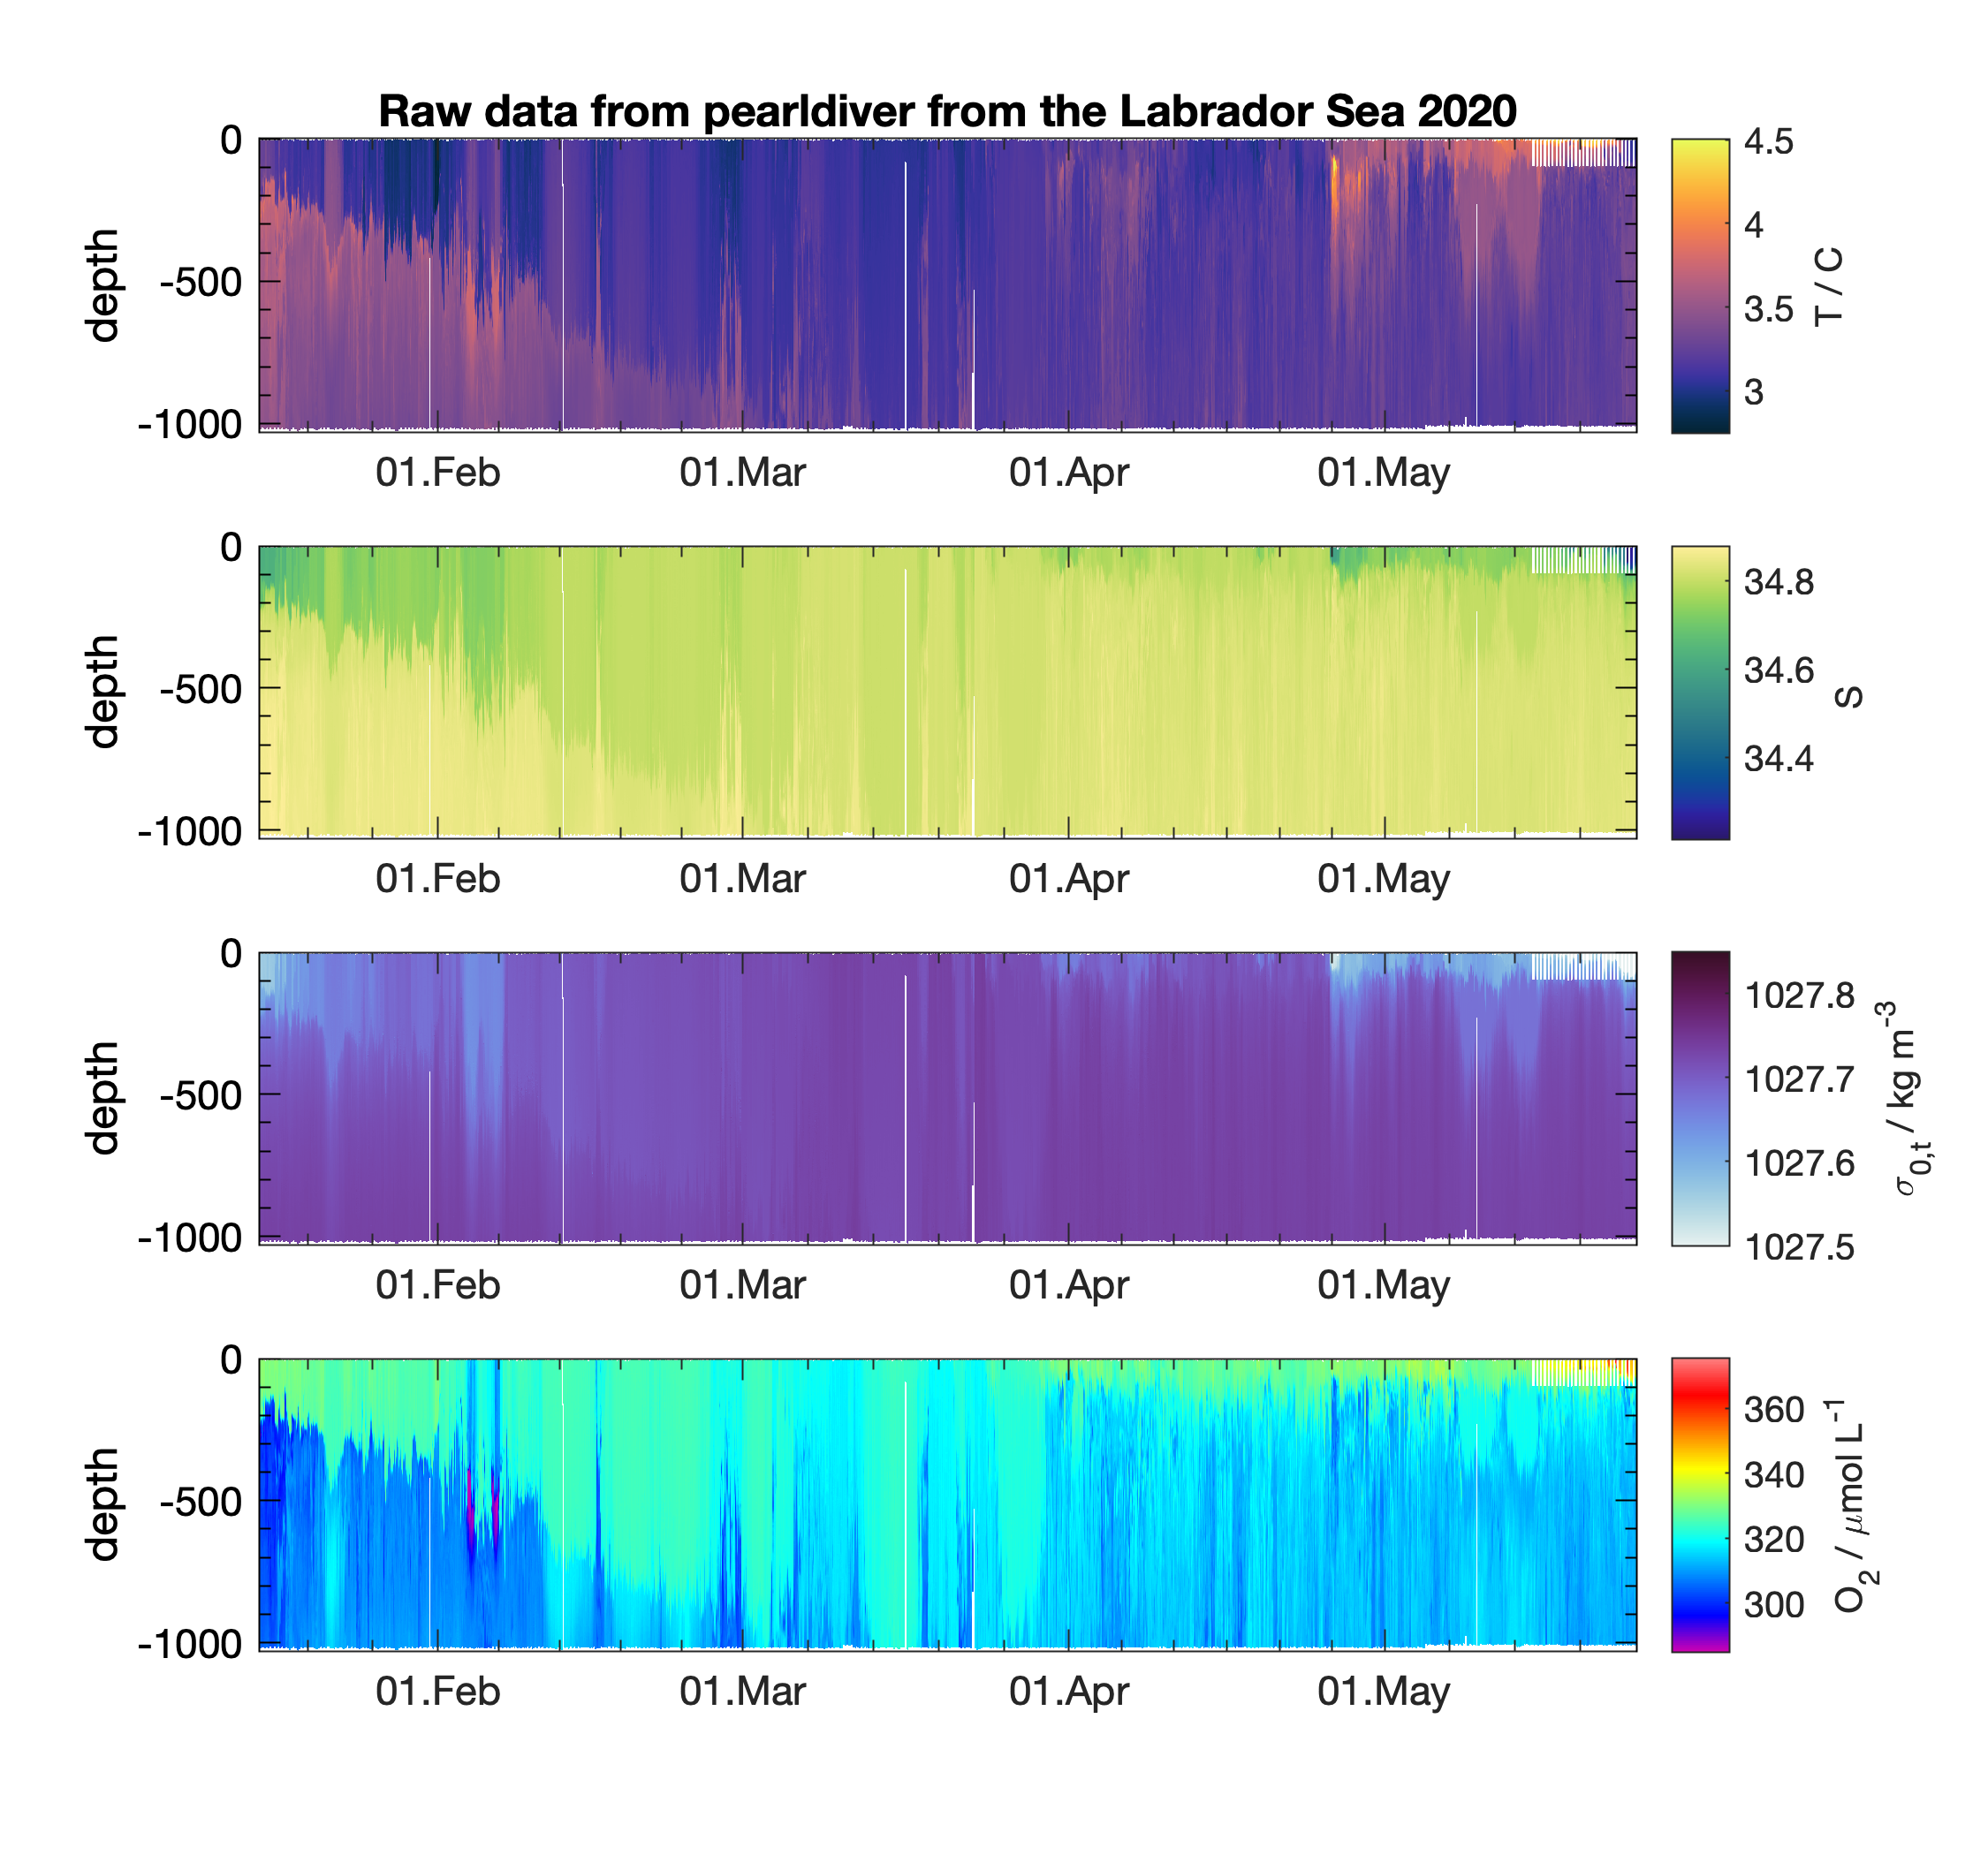 Raw data from pearldiver from the Labrador Sea 2020
0
-500
-1000
depth
01.Feb 01.Mar 01.Apr 01.May
4.5
4
3.5
3
T / C
0
-500
-1000
depth
01.Feb 01.Mar 01.Apr 01.May
34.8
34.6
34.4
S
0
-500
-1000
depth
01.Feb 01.Mar 01.Apr 01.May
1027.8
1027.7
1027.6
1027.5
σ0,t / kg m-3
0
-500
-1000
depth
01.Feb 01.Mar 01.Apr 01.May
360
340
320
300
O2 / μmol L-1